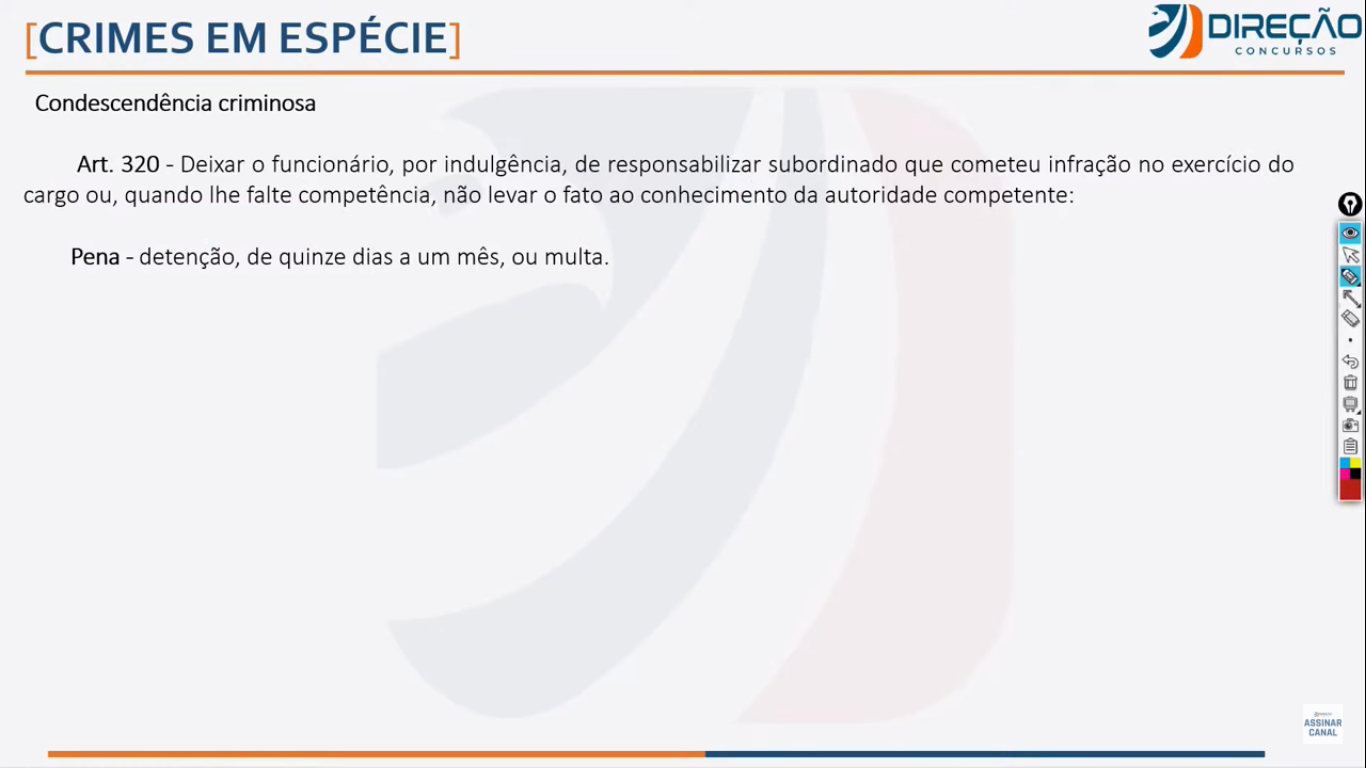 [CRIMES EM ESPÉCIE]
DIREÇÃO
CONCURSOS
Condescendência criminosa
Art. 320 - Deixar o funcionário, por indulgência, de responsabilizar subordinado que cometeu infração no exercício do
cargo ou, quando lhe falte competência, não levar o fato ao conhecimento da autoridade competente:
Pena - detenção, de quinze dias a um mês, ou multa.
ASSINAR
CANAL